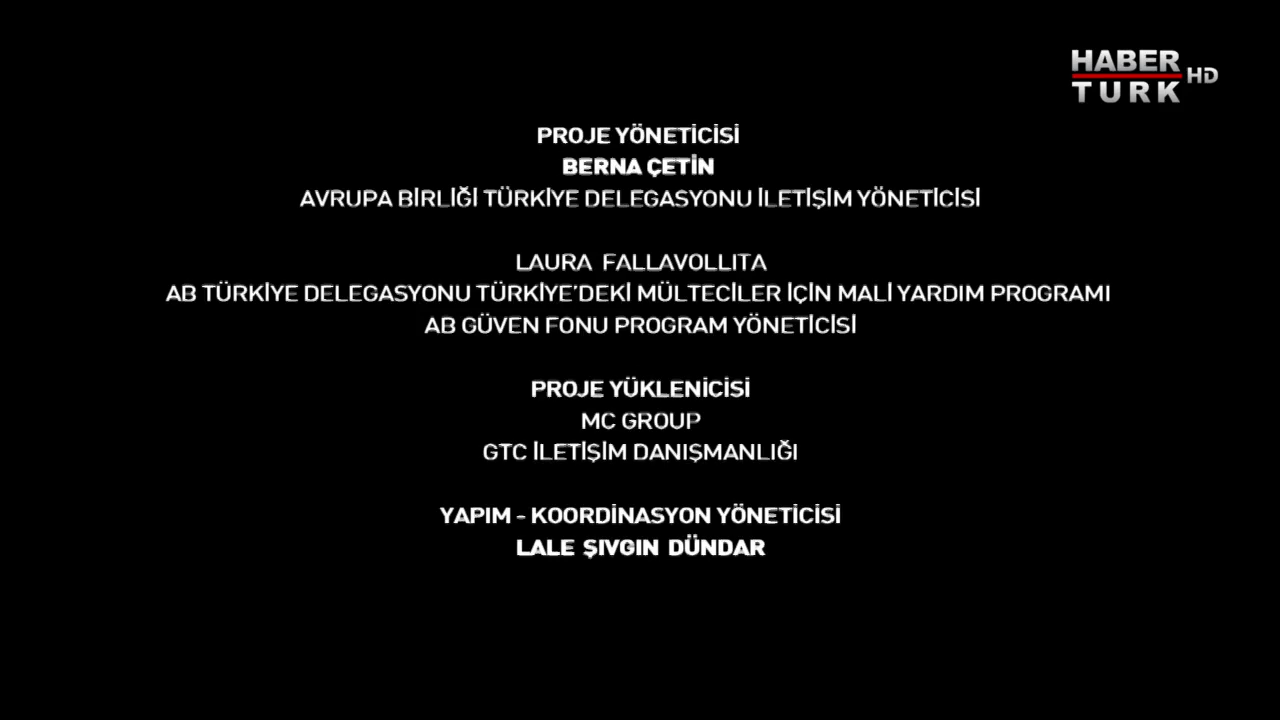 HABER
TURK HD
PROJE YÖNETİCİSİ
BERNA ÇETİN
AVRUPA BİRLİĞİ TÜRKİYE DELEGASYONU İLETİŞİM YÖNETİCİSİ
LAURA FALLAVOLLITA
AB TÜRKİYE DELEGASYONU TÜRKİYE'DEKİ MÜLTECİLER İÇİN MALİ YARDIM PROGRAMI
AB GÜVEN FONU PROGRAM YÖNETİCİSİ
PROJE YÜKLENİCİSİ
MC GROUP
GTC İLETİŞİM DANIŞMANLIĞI
YAPIM - KOORDİNASYON YÖNETİCİSİ
LALE ŞIVGIN DÜNDAR